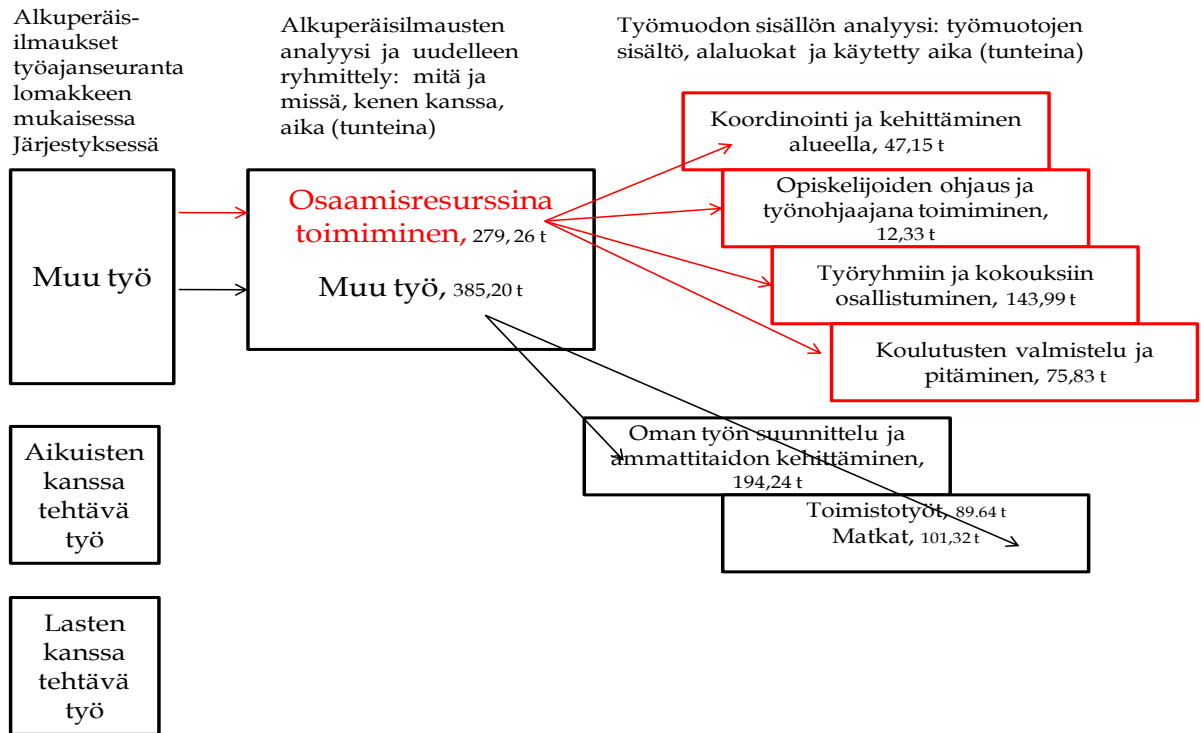 Alkuperäis-
ilmaukset
työajanseuranta
lomakkeen
mukaisessa
Järjestyksessä
Alkuperäisilmausten
analyysi ja uudelleen
ryhmittely: mitä ja
missä, kenen kanssa,
aika (tunteina)
Työmuodon sisällön analyysi: työmuotojen
sisältö, alaluokat ja käytetty aika (tunteina)
Muu työ
Osaamisresurssina
toimiminen, 279,26 t
Muu työ, 385,20 t
Koordinointi ja kehittäminen
alueella, 47,15 t
Opiskelijoiden ohjaus ja
työnohjaajana toimiminen,
12,33 t
Työryhmiin ja kokouksiin
osallistuminen, 143,99 t
Koulutusten valmistelu ja
pitäminen, 75,83 t
Oman työn suunnittelu ja
ammattitaidon kehittäminen,
194,24 t
Toimistotyöt, 89.64 t
Matkat, 101,32 t
Aikuisten
kanssa
tehtävä
työ
Lasten
kanssa
tehtävä
työ